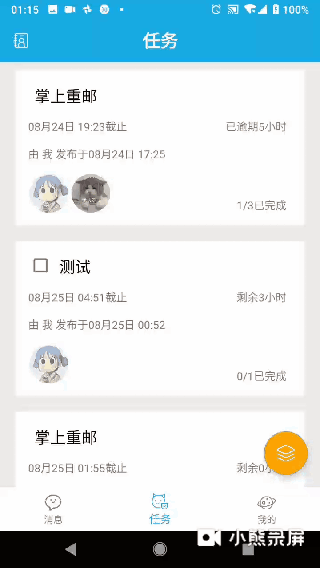 01:15
100%
任务
掌上重邮
08月24日 19:23截止 已逾期5小时
由 我 发布于08月24日 17:25
1/3已完成
测试
08月25日 04:51截止 剩余3小时
由 我 发布于08月25日 00:52
0/1已完成
掌上重邮
08月25日 01:55截止 剩余0小时
消息 任务 我的
小熊录屏